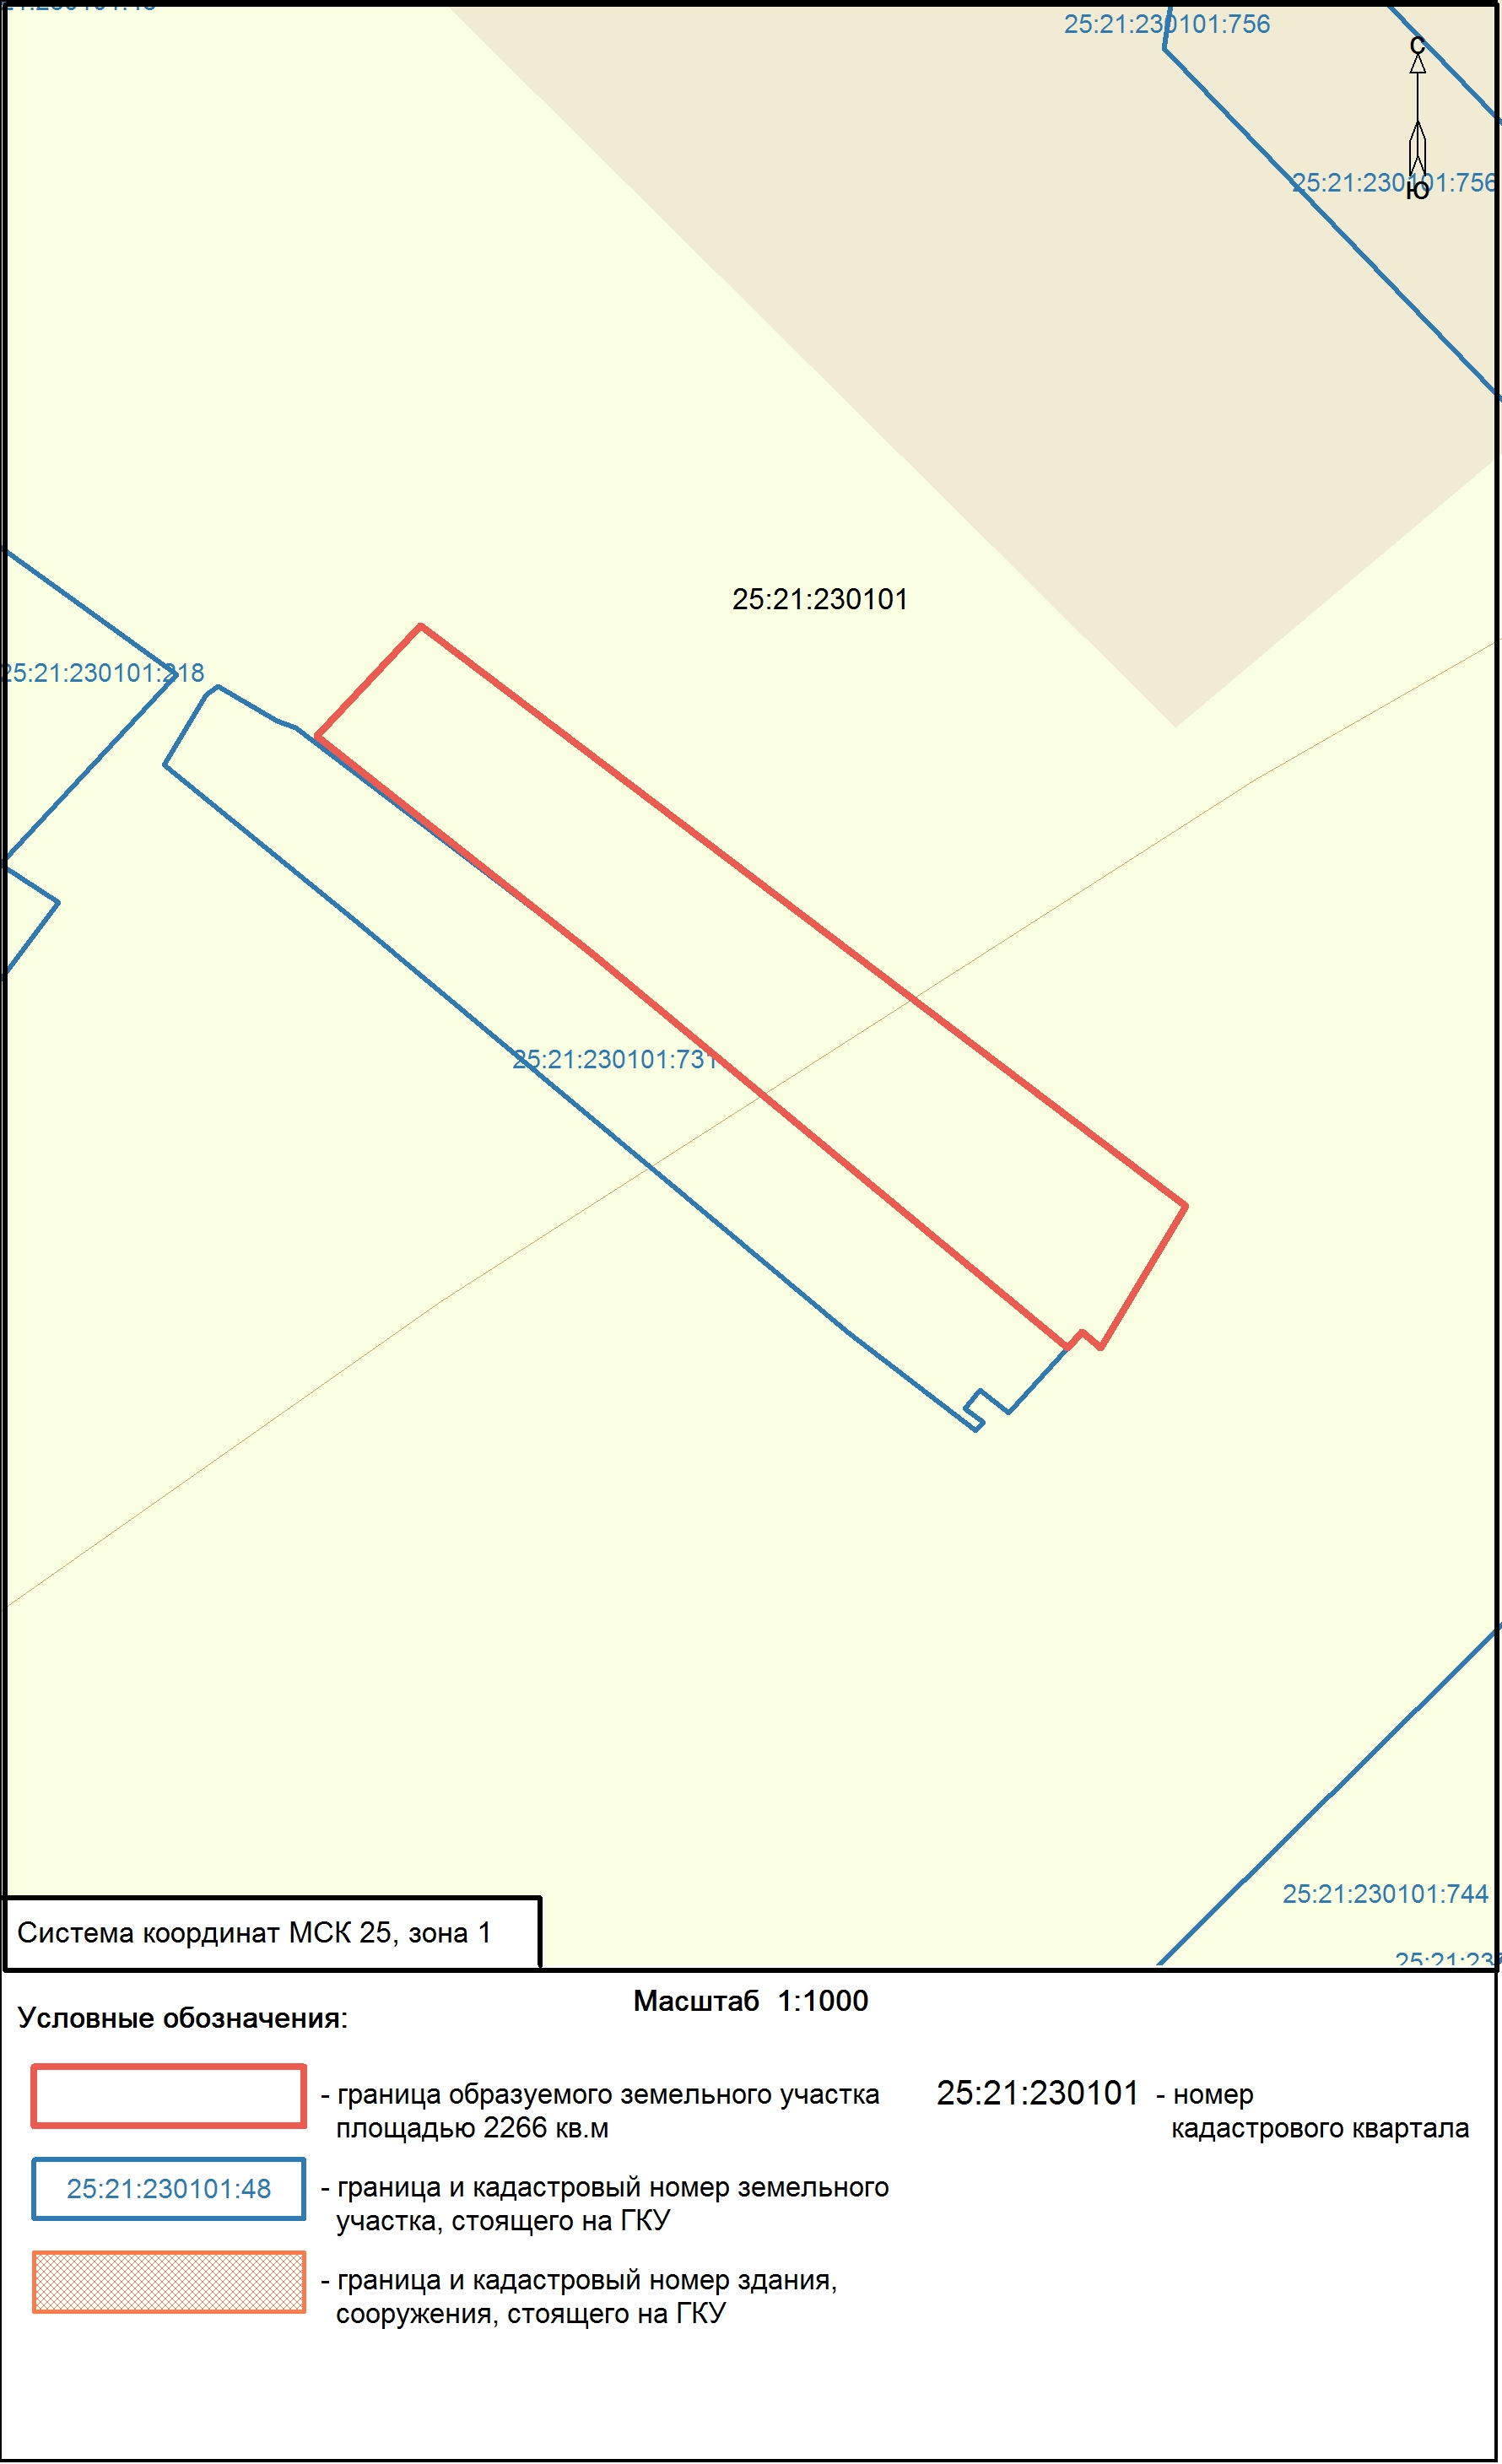 25:21:230101:756
С
25:21:230101:756
Ю
25:21:230101
25:21:230101:218
25:21:230101:731
25:21:230101:744
Система координат МСК 25, зона 1
Масштаб 1:1000
Условные обозначения:
- граница образуемого земельного участка
площадью 2266 кв.м
25:21:230101 - номер
кадастрового квартала
25:21:230101:48 - граница и кадастровый номер земельного
участка, стоящего на ГКУ
- граница и кадастровый номер здания,
сооружения, стоящего на ГКУ